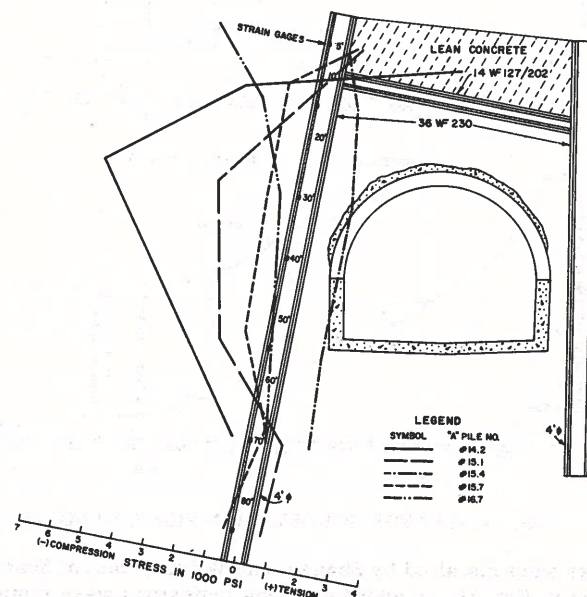 STRAIN GAGES
5'
LEAN CONCRETE
10'
14 WF 127/202'
36 WF 230
20'
30'
40'
50'
60'
70'
80'
4' ϕ
4' ϕ
LEGEND
SYMBOL "A" PILE NO.
#14.2
#15.1
#15.4
#15.7
#16.7
7 6 5 4 3 2 1 0 1 2 3 4
(-)COMPRESSION STRESS IN 1000 PSI (+)TENSION